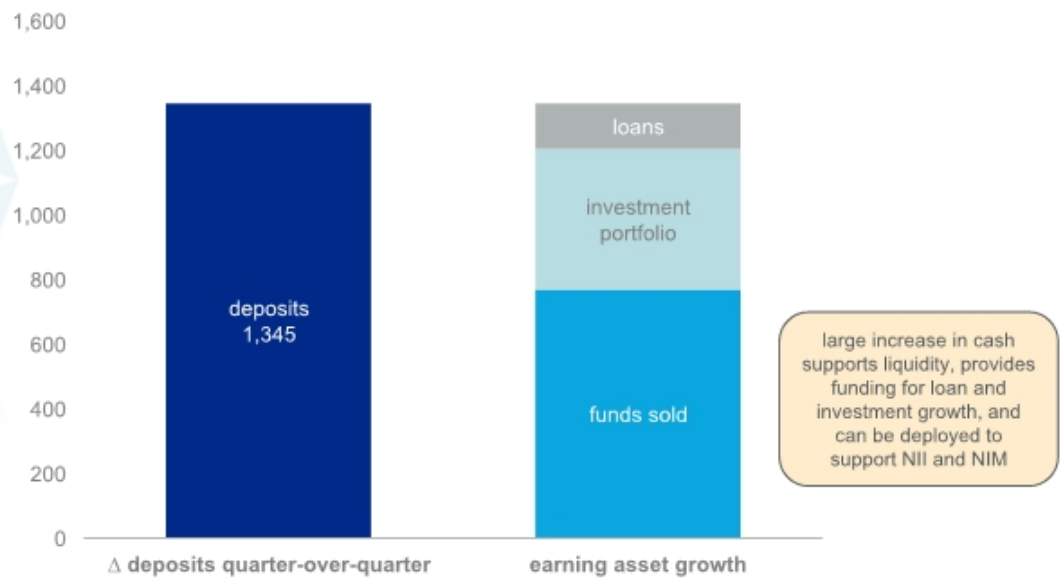 1,600
1,400
1,200
1,000
800
600
400
200
0
deposits
1,345
loans
investment
portfolio
funds sold
large increase in cash
supports liquidity, provides
funding for loan and
investment growth, and
can be deployed to
support NII and NIM
Δ deposits quarter-over-quarter
earning asset growth